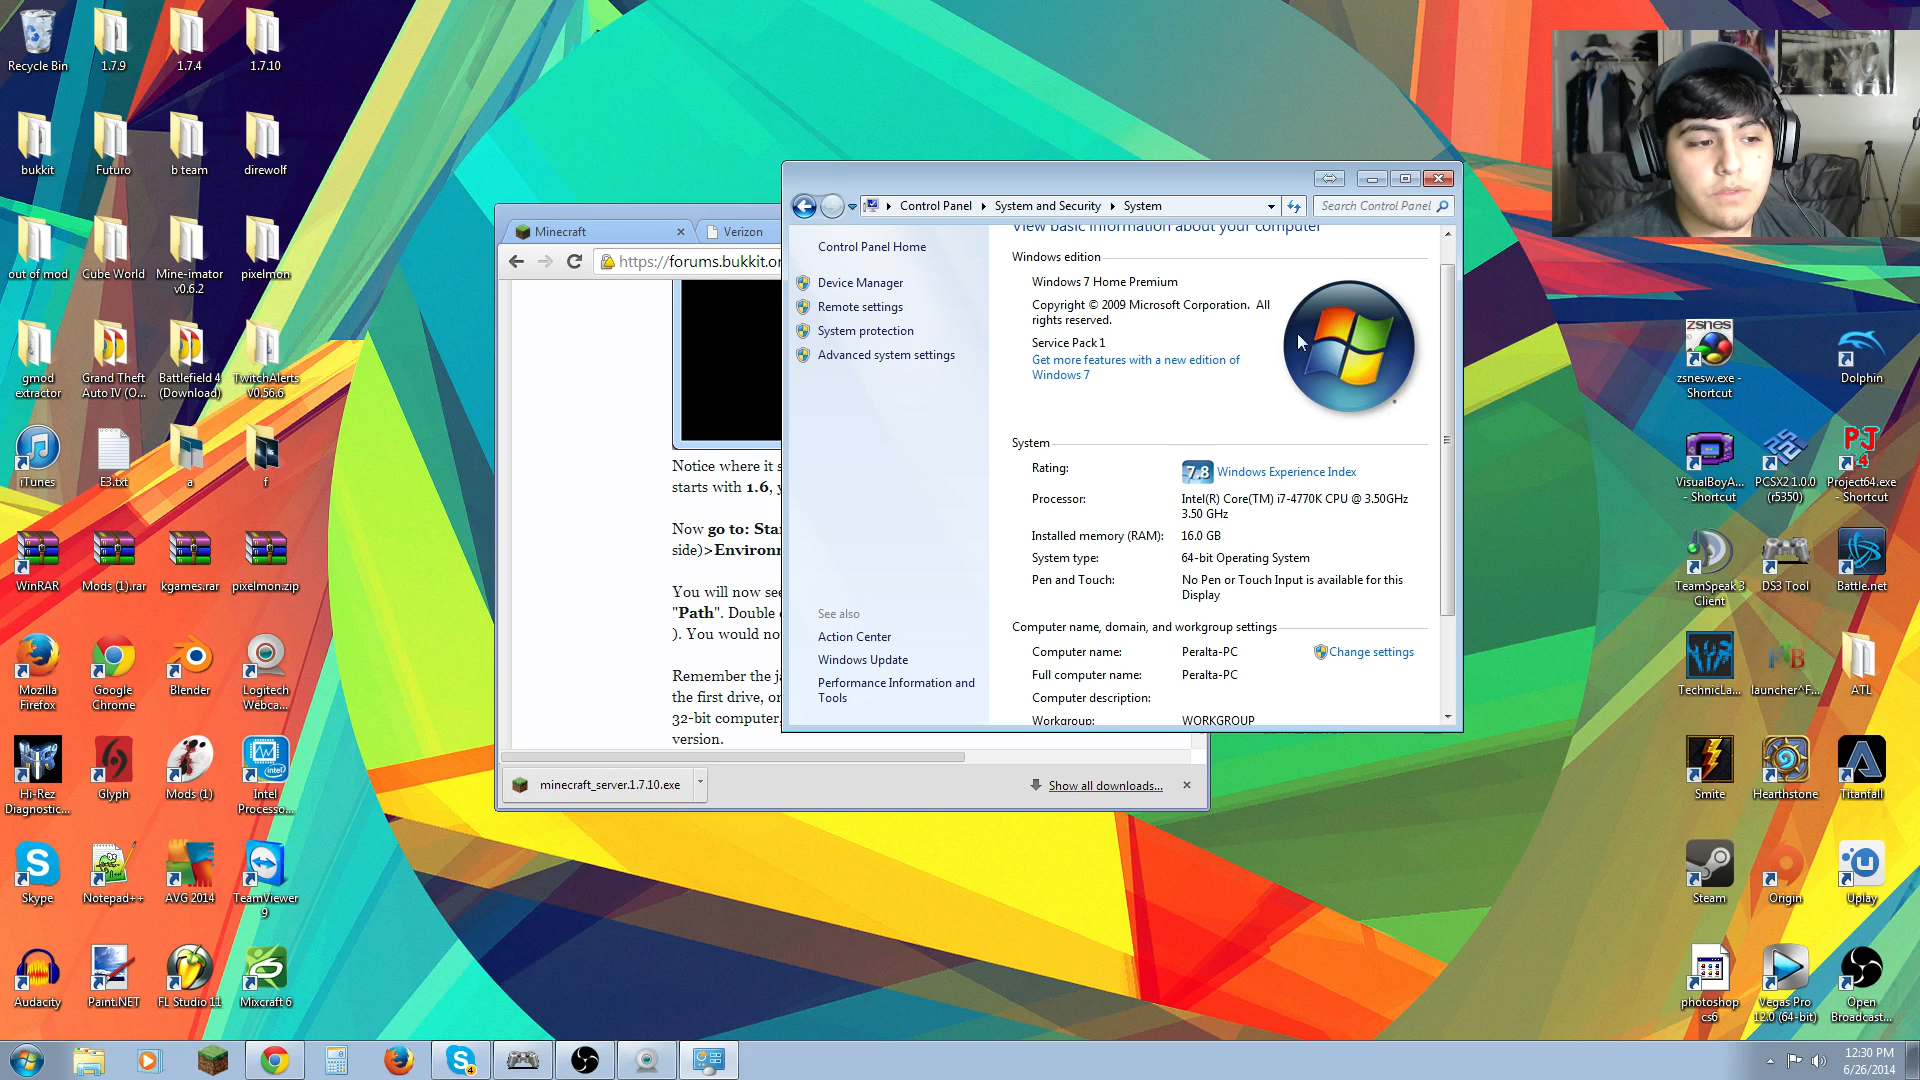 Recycle Bin
1.7.9
1.7.4
1.7.10
bukkit
Futuro
b team
direwolf
out of mod
Cube World
Mine-imator
v0.6.2
pixelmon
gmod
extractor
Grand Theft
Auto IV (O...
Battlefield 4
(Download)
TwitchAlerts
V0.56.6
iTunes
E3.txt
a
f
WinRAR
Mods (1).rar
kgames.rar
pixelmon.zip
Mozilla
Firefox
Google
Chrome
Blender
Logitech
Webca...
Hi-Rez
Diagnostic...
Glyph
Mods (1)
Intel
Processo...
Skype
Notepad++
AVG 2014
TeamViewer
9
Audacity
Paint.NET
FL Studio 11
Mixcraft 6
Minecraft
Verizon
https://forums.bukkit.or
Notice where it s
starts with 1.6, y
Now go to: Star
side)>Environm
You will now see
"Path". Double
). You would no
Remember the ja
the first drive, or
32-bit computer.
version.
minecraft_server.1.7.10.exe
Show all downloads...
Control Panel
System and Security
System
Search Control Panel
Control Panel Home
Device Manager
Remote settings
System protection
Advanced system settings
See also
Action Center
Windows Update
Performance Information and
Tools
View basic information about your computer
Windows edition
Windows 7 Home Premium
Copyright © 2009 Microsoft Corporation. All
rights reserved.
Service Pack 1
Get more features with a new edition of
Windows 7
System
Rating:
7.8 Windows Experience Index
Processor:
Intel(R) Core(TM) i7-4770K CPU @ 3.50GHz
3.50 GHz
Installed memory (RAM):
16.0 GB
System type:
64-bit Operating System
Pen and Touch:
No Pen or Touch Input is available for this
Display
Computer name, domain, and workgroup settings
Computer name:
Peralta-PC
Change settings
Full computer name:
Peralta-PC
Computer description:
Workgroup:
WORKGROUP
zsnes
zsnesw.exe -
Shortcut
Dolphin
VisualBoyA...
- Shortcut
PCSX2 1.0.0
(r5350)
PJ
4
Project64.exe
- Shortcut
TeamSpeak 3
Client
DS3 Tool
Battle.net
TechnicLa...
launcher^F...
ATL
Smite
Hearthstone
Titanfall
Steam
Origin
Uplay
photoshop
cs6
Vegas Pro
12.0 (64-bit)
Open
Broadcast...
4
12:30 PM
6/26/2014